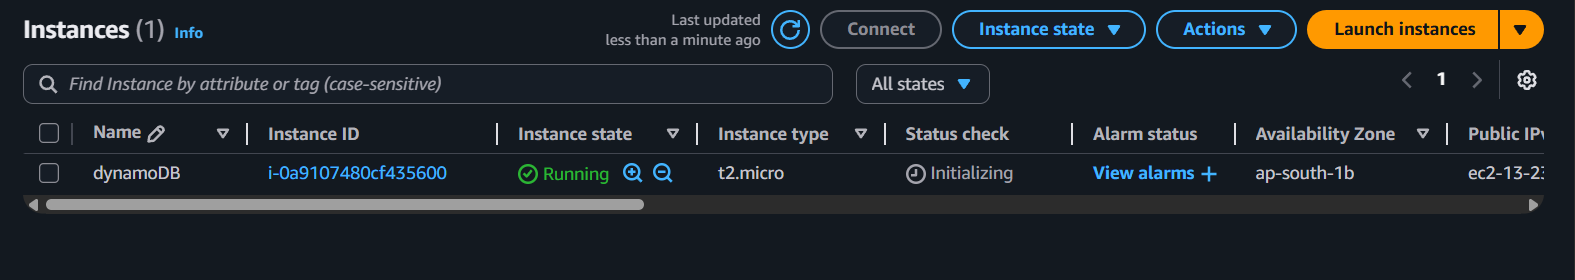 Instances (1) Info
Last updated
less than a minute ago
Connect
Instance state
Actions
Launch instances
Find Instance by attribute or tag (case-sensitive)
All states
1
Name Instance ID Instance state Instance type Status check Alarm status Availability Zone Public
dynamoDB i-0a9107480cf435600 Running t2.micro Initializing View alarms + ap-south-1b